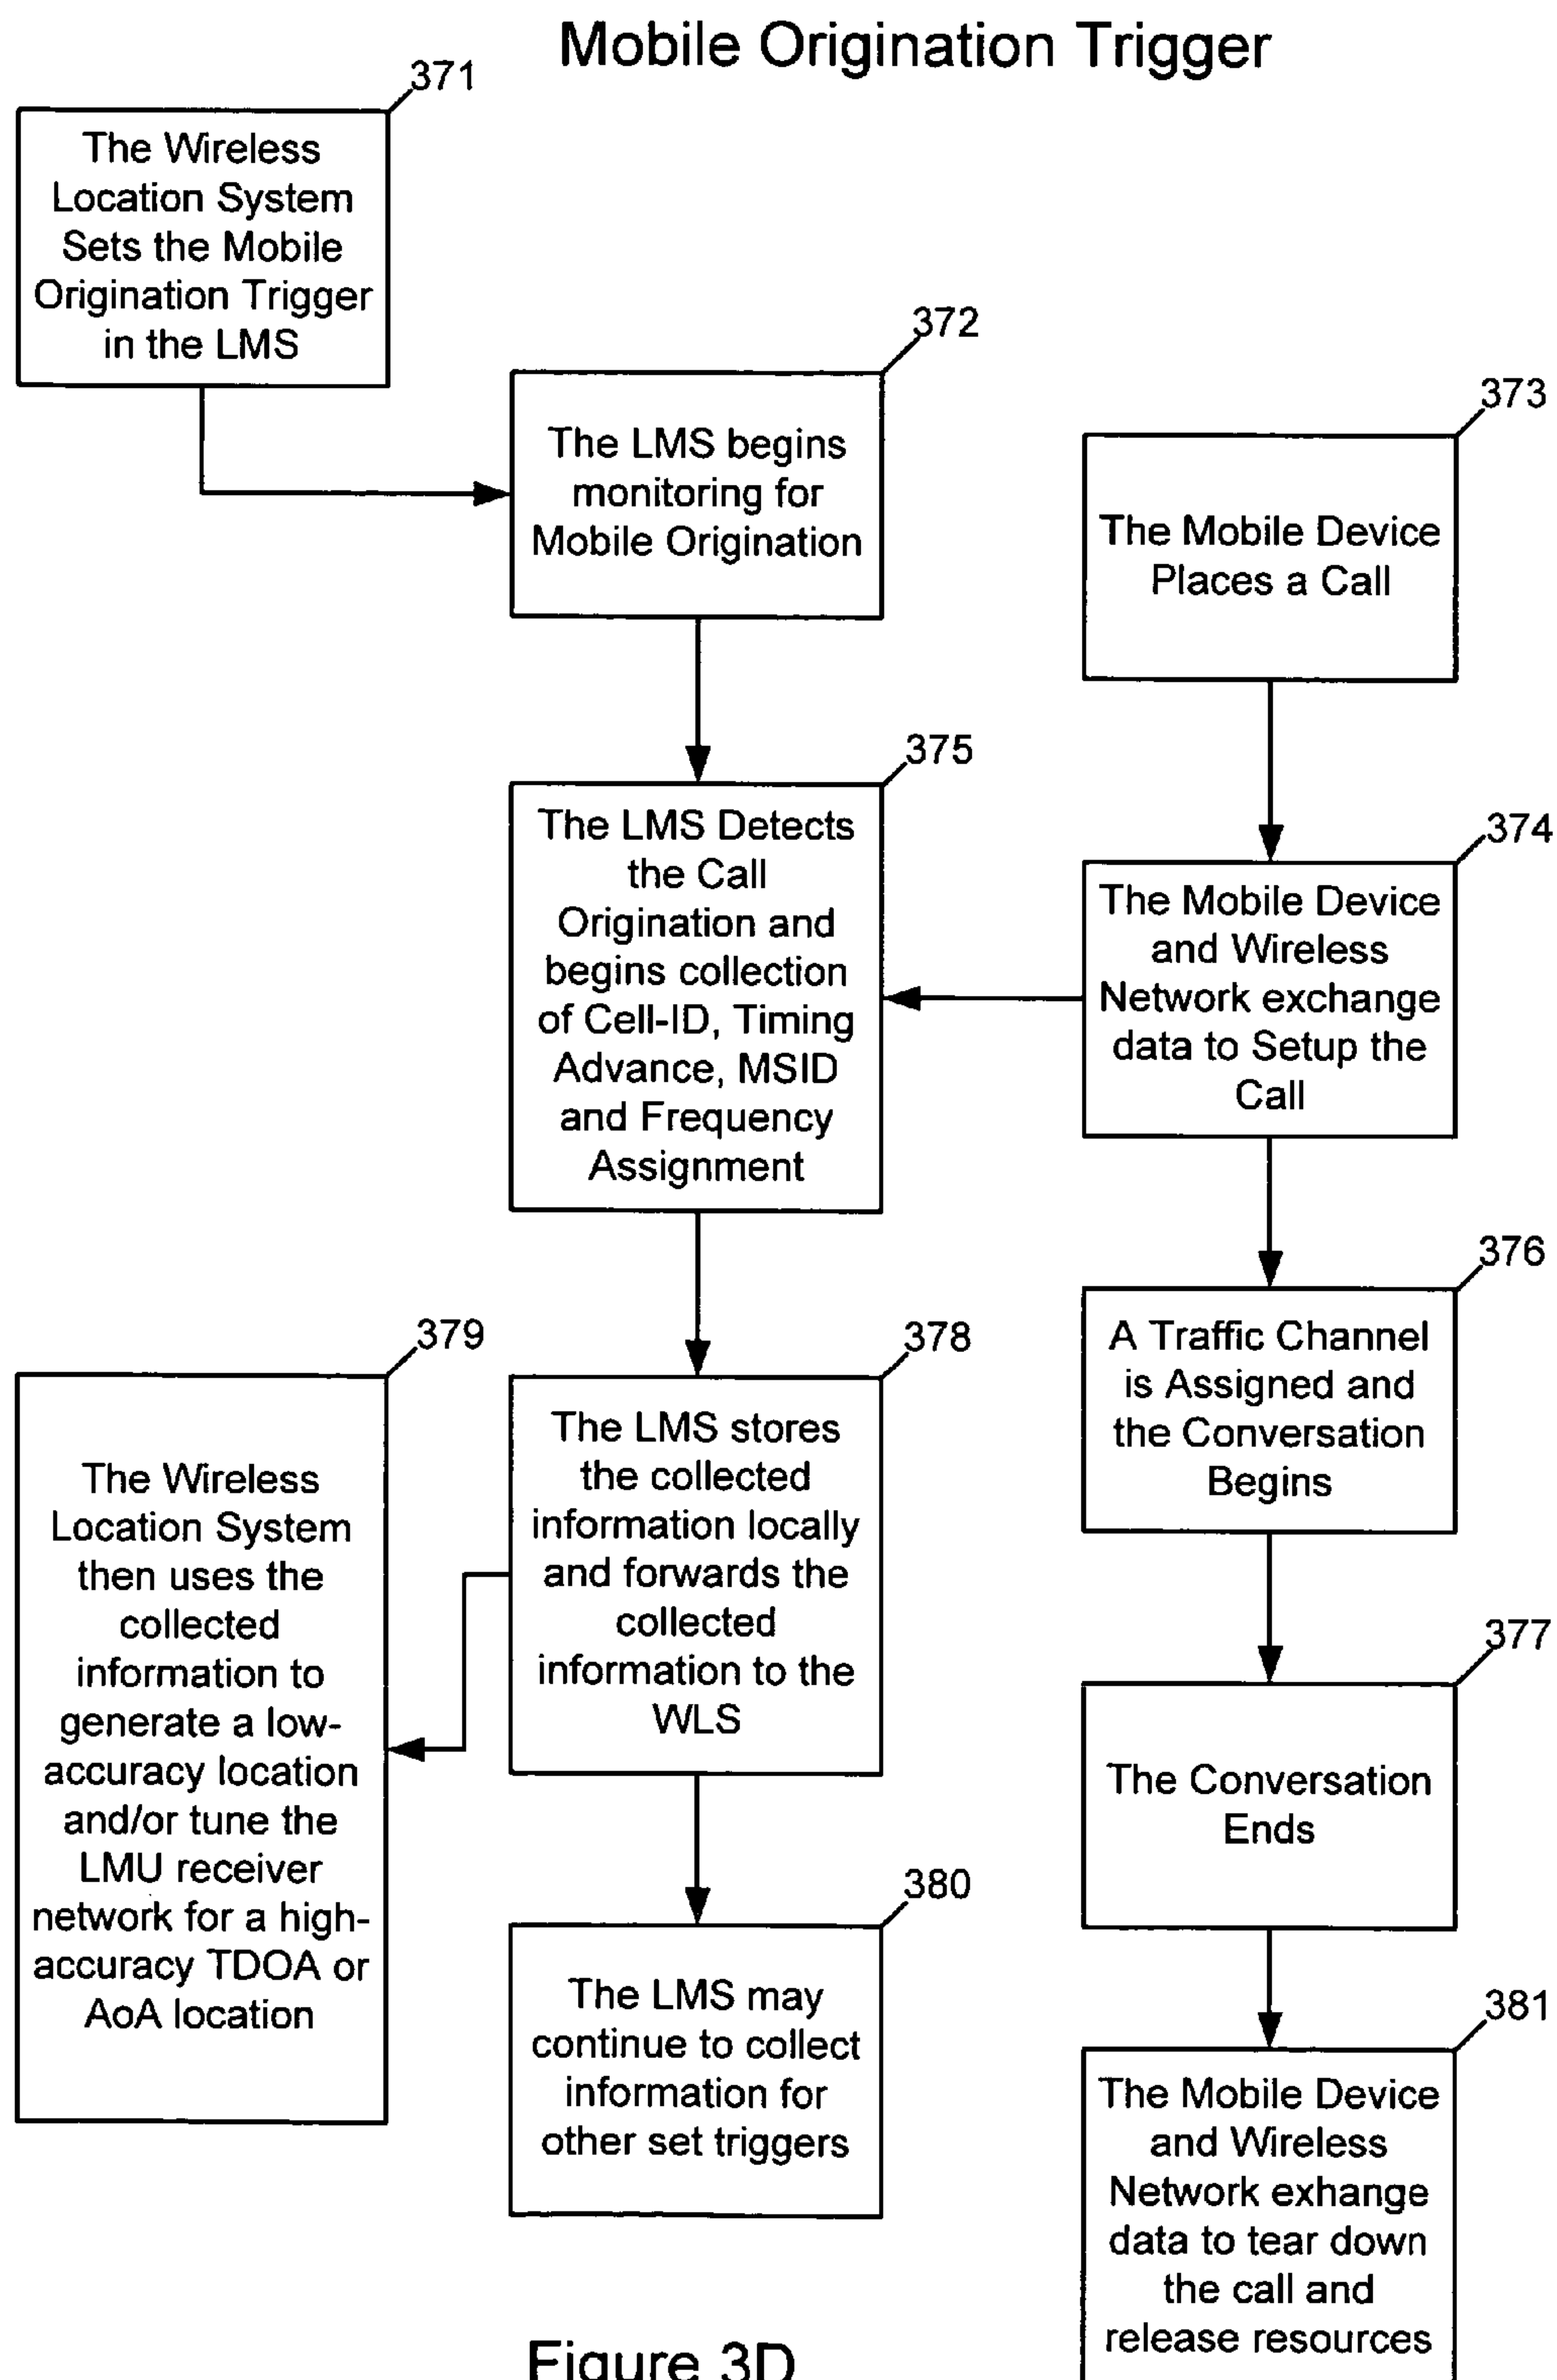 Mobile Origination Trigger
371
The Wireless
Location System
Sets the Mobile
Origination Trigger
in the LMS
372
The LMS begins
monitoring for
Mobile Origination
373
The Mobile Device
Places a Call
374
The Mobile Device
and Wireless
Network exchange
data to Setup the
Call
375
The LMS Detects
the Call
Origination and
begins collection
of Cell-ID, Timing
Advance, MSID
and Frequency
Assignment
376
A Traffic Channel
is Assigned and
the Conversation
Begins
377
The Conversation
Ends
378
The LMS stores
the collected
information locally
and forwards the
collected
information to the
WLS
379
The Wireless
Location System
then uses the
collected
information to
generate a low-
accuracy location
and/or tune the
LMU receiver
network for a high-
accuracy TDOA or
AoA location
380
The LMS may
continue to collect
information for
other set triggers
381
The Mobile Device
and Wireless
Network exhange
data to tear down
the call and
release resources
Figure 3D